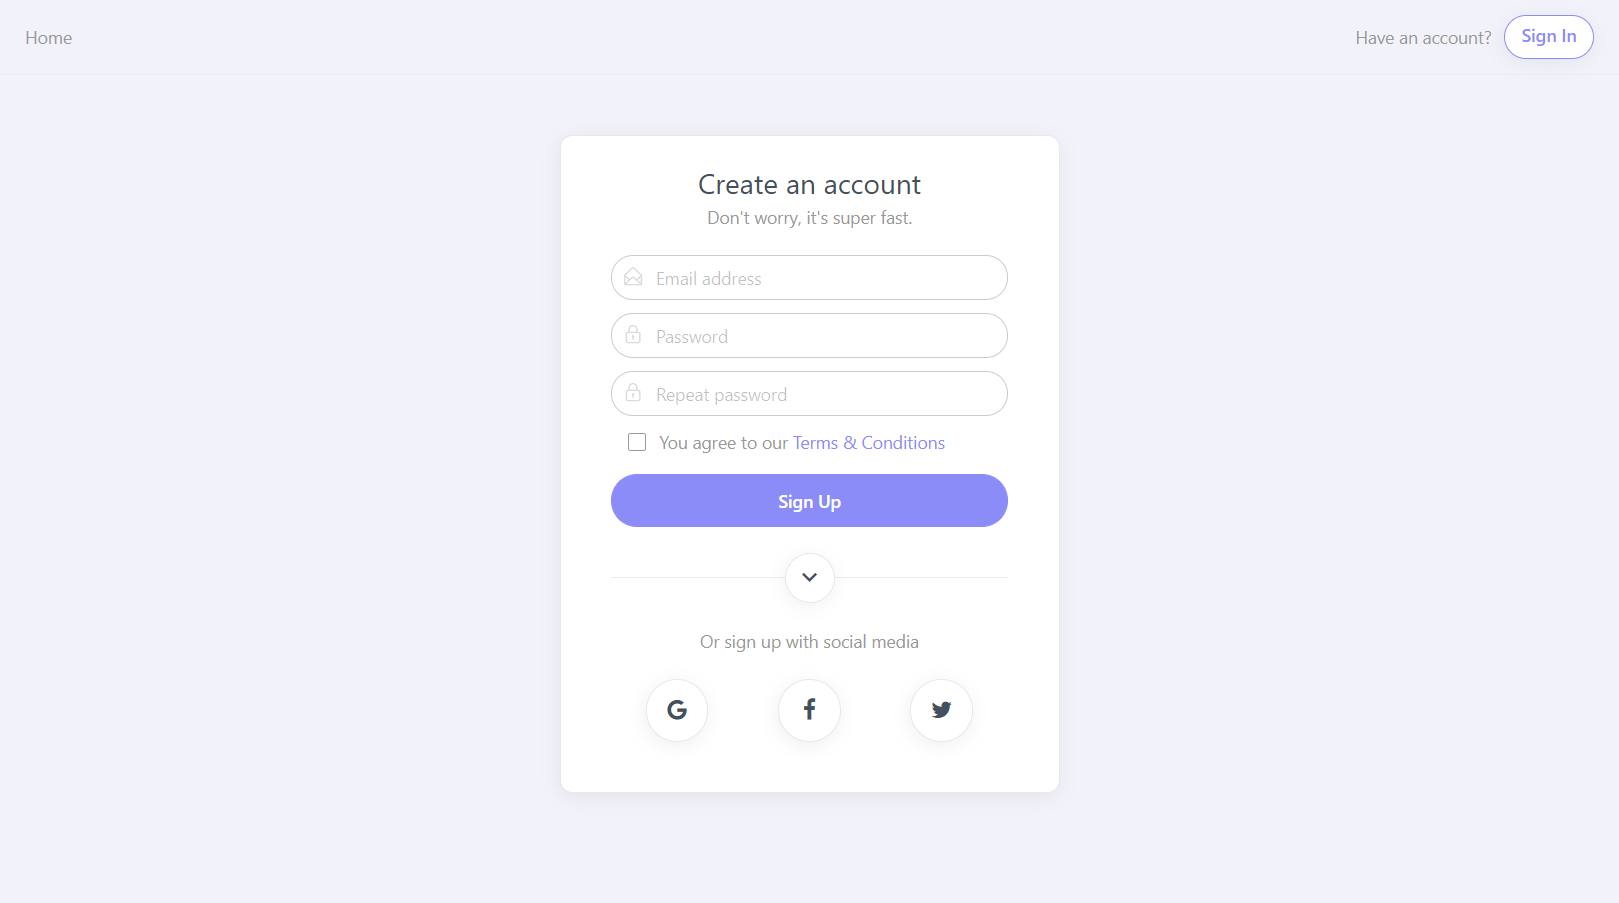 Home
Have an account? Sign In
Create an account
Don't worry, it's super fast.
Email address
Password
Repeat password
You agree to our Terms & Conditions
Sign Up
Or sign up with social media